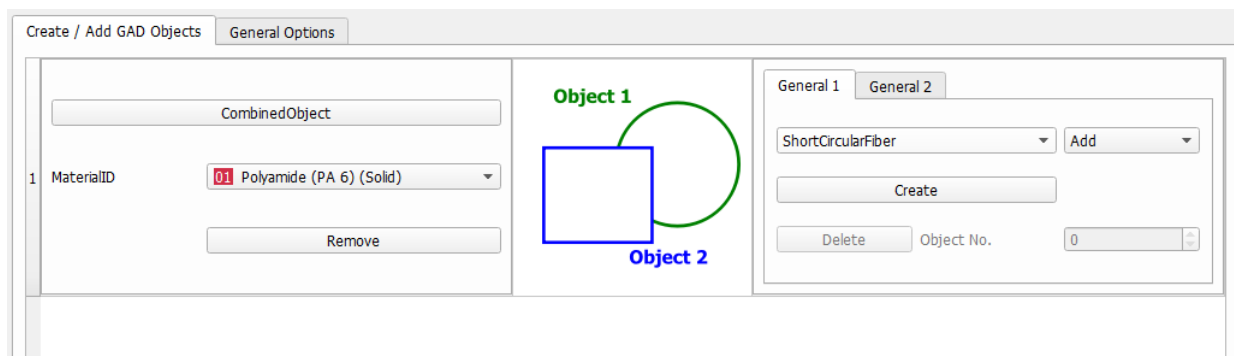 Create / Add GAD Objects
General Options
1
CombinedObject
MaterialID
01 Polyamide (PA 6) (Solid)
Remove
Object 1
Object 2
General 1
General 2
ShortCircularFiber
Add
Create
Delete
Object No.
0